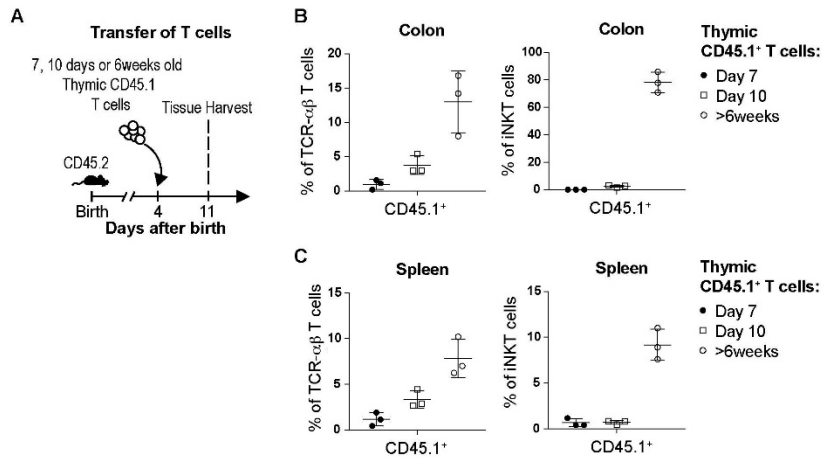 A
Transfer of T cells
7, 10 days or 6weeks old
Thymic CD45.1
T cells
Tissue Harvest
CD45.2
Birth
4
11
Days after birth
B
Colon
% of TCR-αβ T cells
20
15
10
5
0
CD45.1⁺
Colon
% of iNKT cells
100
80
60
40
20
0
CD45.1⁺
Thymic
CD45.1⁺ T cells:
Day 7
Day 10
>6weeks
C
Spleen
% of TCR-αβ T cells
15
10
5
0
CD45.1⁺
Spleen
% of iNKT cells
15
10
5
0
CD45.1⁺
Thymic
CD45.1⁺ T cells:
Day 7
Day 10
>6weeks